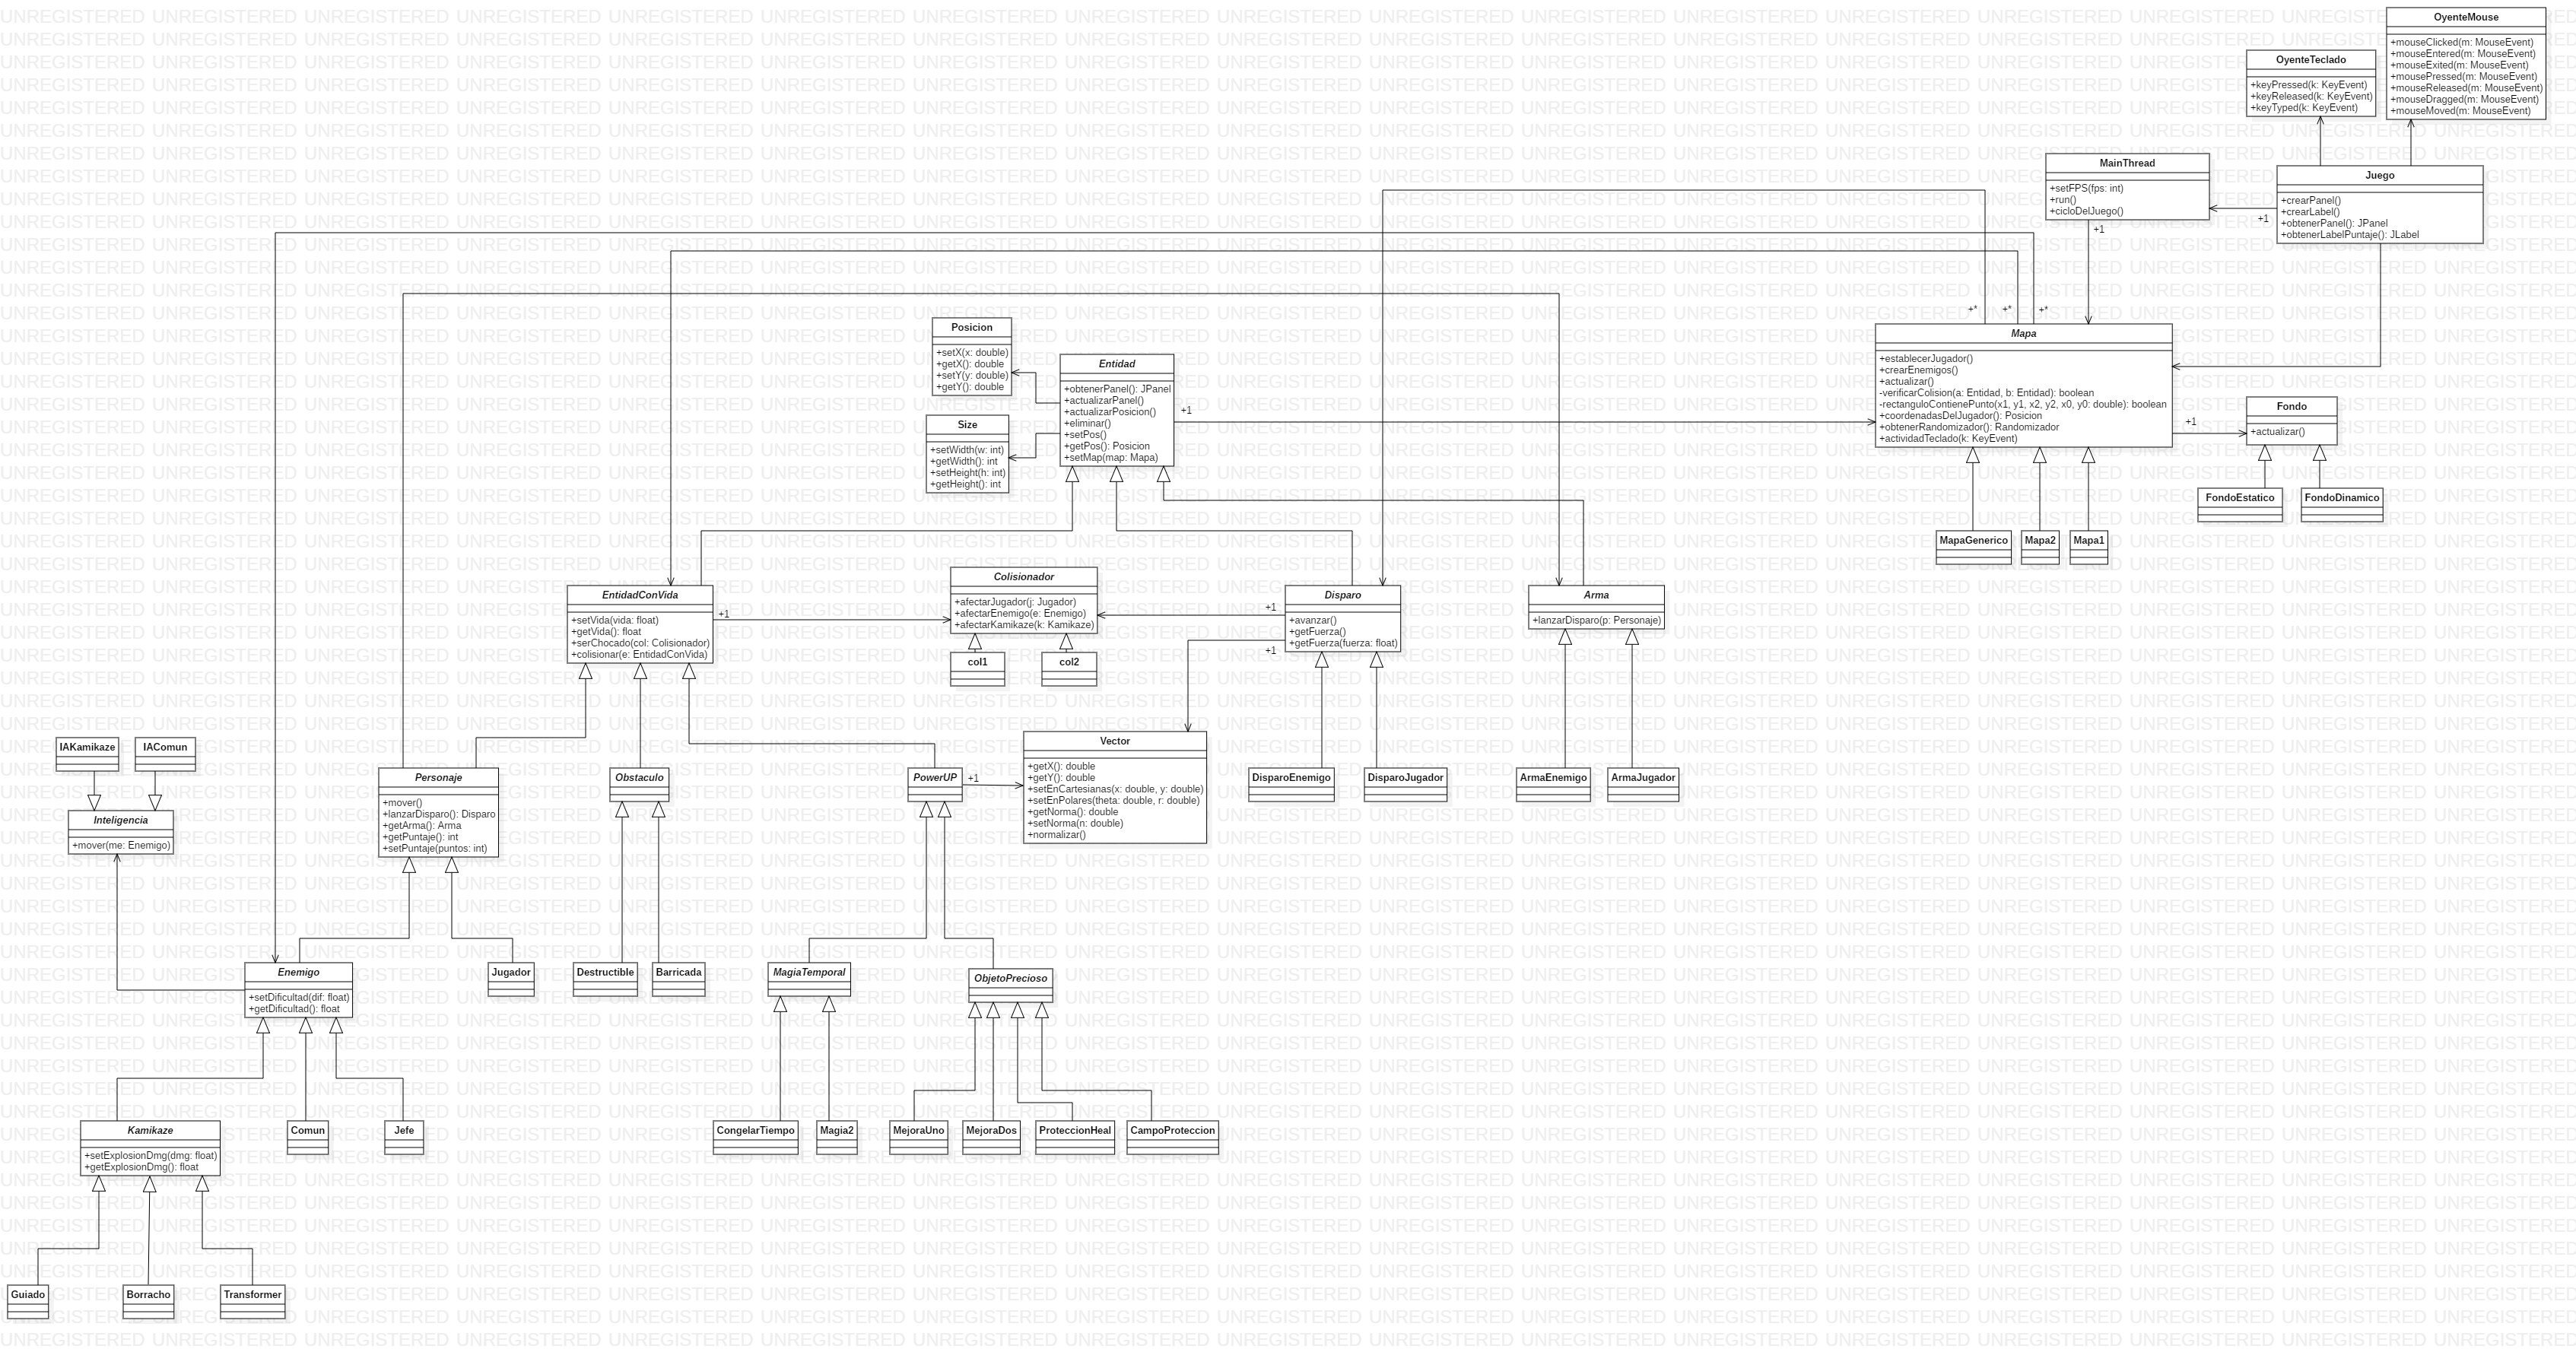 OyenteMouse
+mouseClicked(m: MouseEvent)
+mouseEntered(m: MouseEvent)
+mouseExited(m: MouseEvent)
+mousePressed(m: MouseEvent)
+mouseReleased(m: MouseEvent)
+mouseDragged(m: MouseEvent)
+mouseMoved(m: MouseEvent)
OyenteTeclado
+keyPressed(k: KeyEvent)
+keyReleased(k: KeyEvent)
+keyTyped(k: KeyEvent)
MainThread
+setFPS(fps: int)
+run()
+cicloDelJuego()
+1
+1
Juego
+crearPanel()
+crearLabel()
+obtenerPanel(): JPanel
+obtenerLabelPuntaje(): JLabel
+*
+*
+*
Mapa
+establecerJugador()
+crearEnemigos()
+actualizar()
-verificarColision(a: Entidad, b: Entidad): boolean
-rectanguloContienePunto(x1, y1, x2, y2, x0, y0: double): boolean
+coordenadasDelJugador(): Posicion
+obtenerRandomizador(): Randomizador
+actividadTeclado(k: KeyEvent)
+1
Fondo
+actualizar()
FondoEstatico
FondoDinamico
MapaGenerico
Mapa2
Mapa1
Posicion
+setX(x: double)
+getX(): double
+setY(y: double)
+getY(): double
Size
+setWidth(w: int)
+getWidth(): int
+setHeight(h: int)
+getHeight(): int
Entidad
+obtenerPanel(): JPanel
+actualizarPanel()
+actualizarPosicion()
+eliminar()
+setPos()
+getPos(): Posicion
+setMap(map: Mapa)
+1
EntidadConVida
+setVida(vida: float)
+getVida(): float
+serChocado(col: Colisionador)
+colisionar(e: EntidadConVida)
+1
Colisionador
+afectarJugador(j: Jugador)
+afectarEnemigo(e: Enemigo)
+afectarKamikaze(k: Kamikaze)
col1
col2
+1
+1
Disparo
+avanzar()
+getFuerza()
+getFuerza(fuerza: float)
Arma
+lanzarDisparo(p: Personaje)
IAKamikaze
IAComun
Inteligencia
+mover(me: Enemigo)
Personaje
+mover()
+lanzarDisparo(): Disparo
+getArma(): Arma
+getPuntaje(): int
+setPuntaje(puntos: int)
Obstaculo
PowerUP
+1
Vector
+getX(): double
+getY(): double
+setEnCartesianas(x: double, y: double)
+setEnPolares(theta: double, r: double)
+getNorma(): double
+setNorma(n: double)
+normalizar()
DisparoEnemigo
DisparoJugador
ArmaEnemigo
ArmaJugador
Enemigo
+setDificultad(dif: float)
+getDificultad(): float
Jugador
Destructible
Barricada
MagiaTemporal
ObjetoPrecioso
Kamikaze
+setExplosionDmg(dmg: float)
+getExplosionDmg(): float
Comun
Jefe
CongelarTiempo
Magia2
MejoraUno
MejoraDos
ProteccionHeal
CampoProteccion
Guiado
Borracho
Transformer
UNREGISTERED